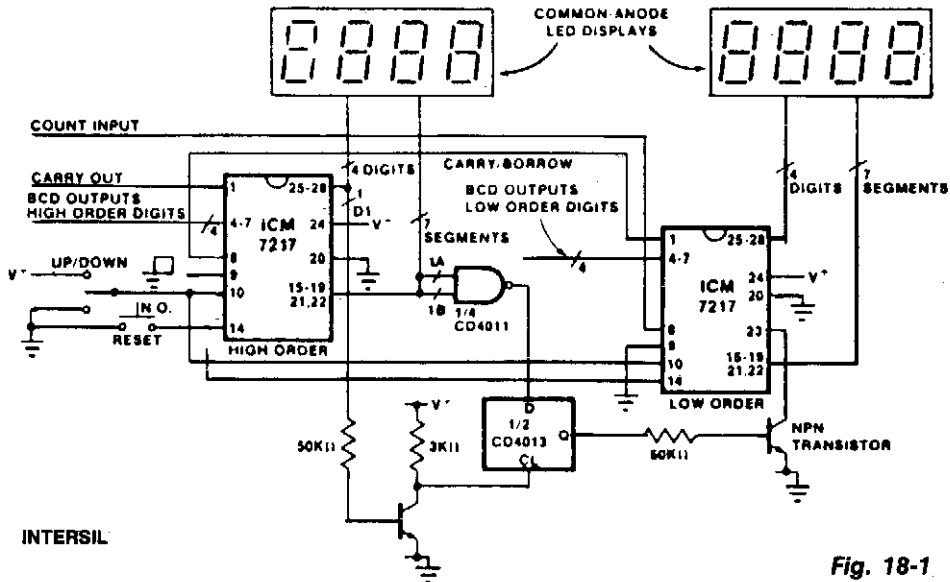 COMMON-ANODE
LED DISPLAYS
COUNT INPUT
CARRY OUT
BCD OUTPUTS
HIGH ORDER DIGITS
4
V+
UP/DOWN
N.O.
RESET
1
4-7
8
9
10
14
ICM
7217
25-28
24
20
15-19
21,22
HIGH ORDER
4 DIGITS
1
D1
V+
7
SEGMENTS
1A
1B
1/4
CD4011
CARRY/BORROW
BCD OUTPUTS
LOW ORDER DIGITS
4
1
4-7
8
9
10
14
ICM
7217
25-28
24
20
23
15-19
21,22
LOW ORDER
4
DIGITS
7
SEGMENTS
V+
50KΩ
V+
3KΩ
D
1/2
CD4013
Q
CL
50KΩ
NPN
TRANSISTOR
INTERSIL
Fig. 18-1